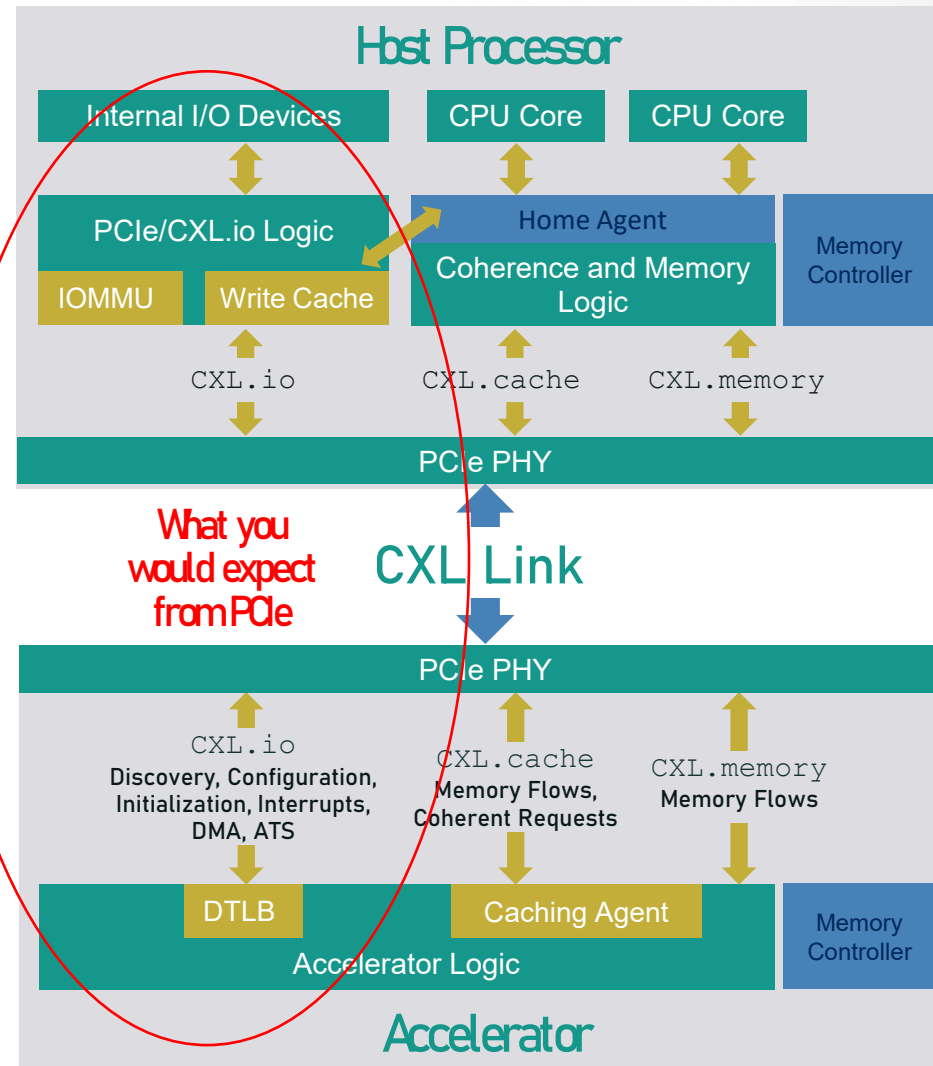 Host Processor
Internal I/O Devices
CPU Core
CPU Core
PCIe/CXL.io Logic
IOMMU
Write Cache
Home Agent
Coherence and Memory
Logic
Memory
Controller
CXL.io
CXL.cache
CXL.memory
PCIe PHY
What you
would expect
from PCIe
CXL Link
PCIe PHY
CXL.io
Discovery, Configuration,
Initialization, Interrupts,
DMA, ATS
CXL.cache
Memory Flows,
Coherent Requests
CXL.memory
Memory Flows
DTLB
Caching Agent
Accelerator Logic
Memory
Controller
Accelerator